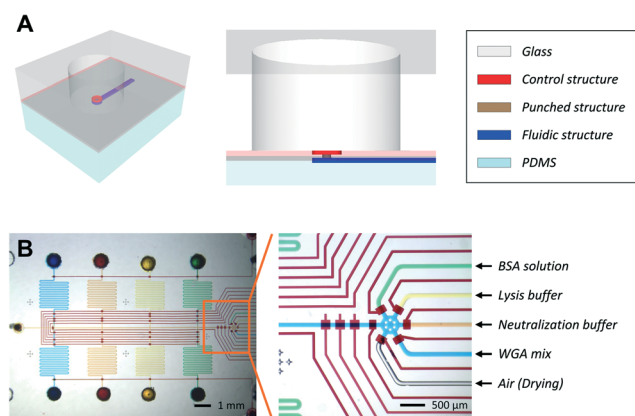 A
Glass
Control structure
Punched structure
Fluidic structure
PDMS
B
BSA solution
Lysis buffer
Neutralization buffer
WGA mix
Air (Drying)
1 mm
500 µm